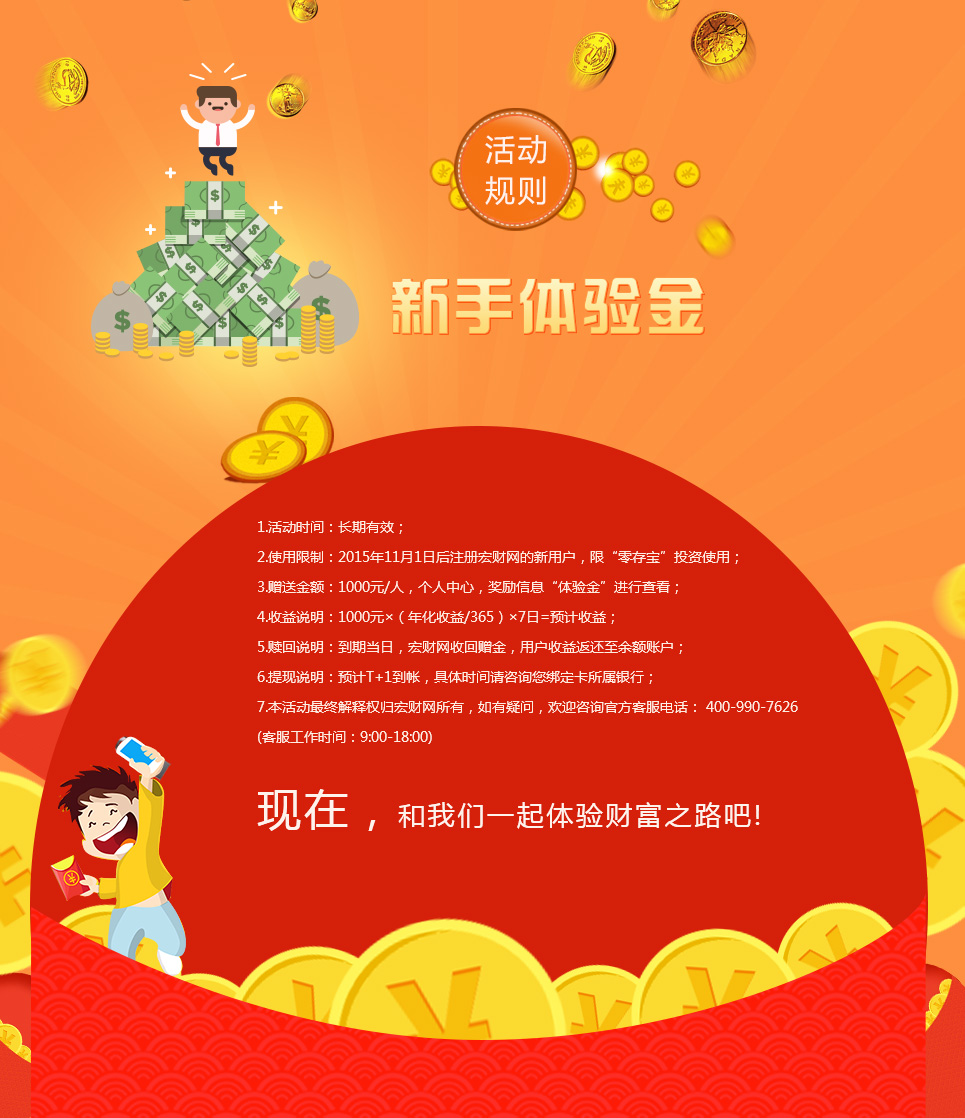 活动
规则
新手体验金
1.活动时间：长期有效；
2.使用限制：2015年11月1日后注册宏财网的新用户，限“零存宝”投资使用；
3.赠送金额：1000元/人，个人中心，奖励信息“体验金”进行查看；
4.收益说明：1000元×（年化收益/365）×7日=预计收益；
5.赎回说明：到期当日，宏财网收回赠金，用户收益返还至余额账户；
6.提现说明：预计T+1到帐，具体时间请咨询您绑定卡所属银行；
7.本活动最终解释权归宏财网所有，如有疑问，欢迎咨询官方客服电话： 400-990-7626
(客服工作时间：9:00-18:00)
现在，和我们一起体验财富之路吧!